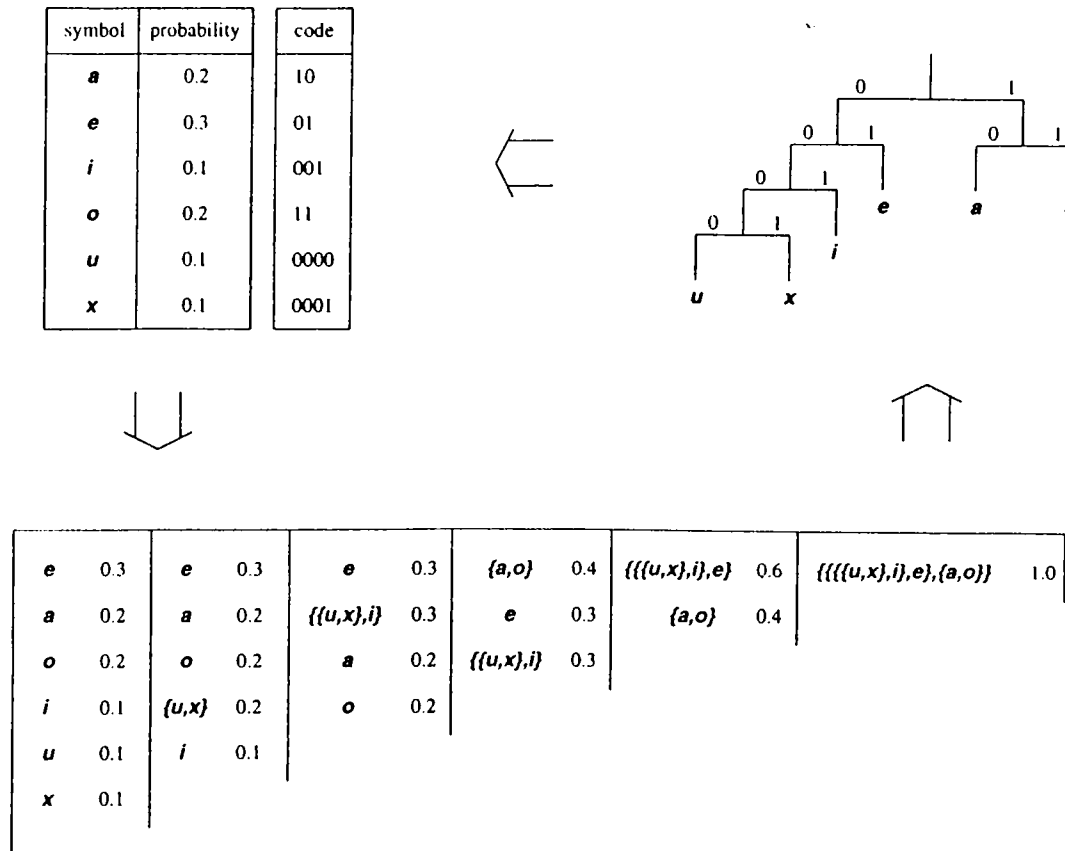 symbol probability code
a 0.2 10
e 0.3 01
i 0.1 001
o 0.2 11
u 0.1 0000
x 0.1 0001
0 1
0 1 0 1
0 1 e a
0 1 i
u x
e 0.3 e 0.3 e 0.3 {a,o} 0.4 {{{u,x},i},e} 0.6 {{{{u,x},i},e},{a,o}} 1.0
a 0.2 a 0.2 {{u,x},i} 0.3 e 0.3 {a,o} 0.4
o 0.2 o 0.2 a 0.2 {{u,x},i} 0.3
i 0.1 {u,x} 0.2 o 0.2
u 0.1 i 0.1
x 0.1